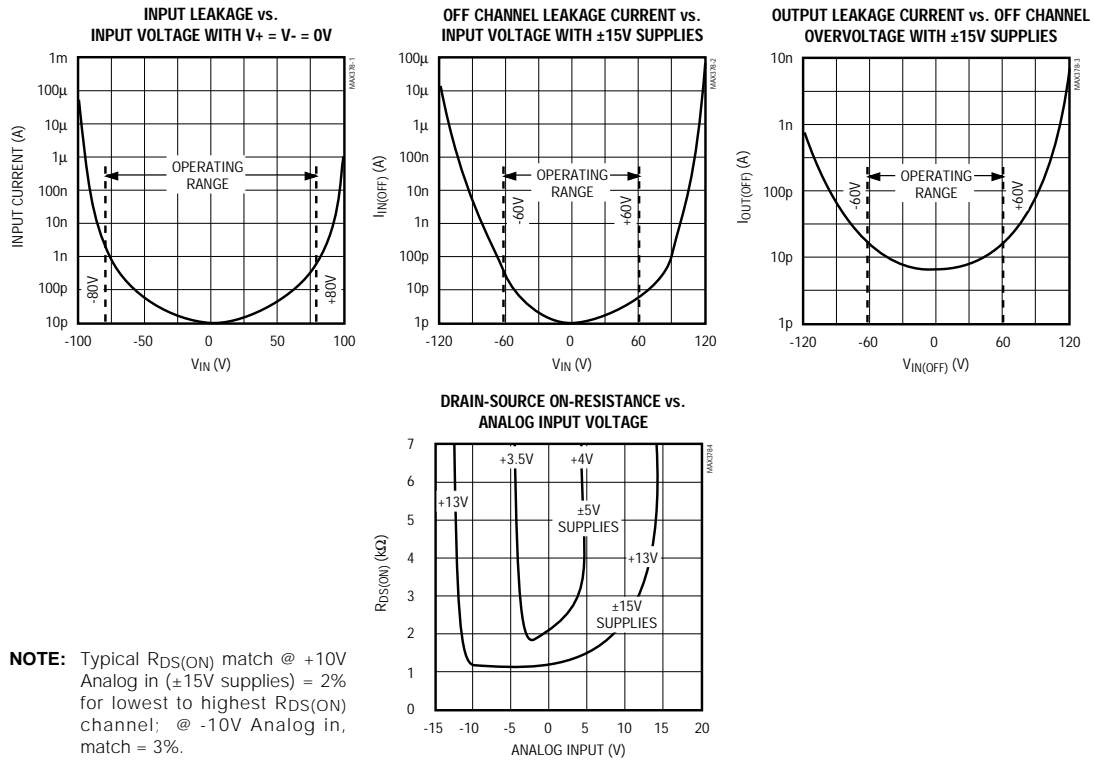 INPUT LEAKAGE vs.
INPUT VOLTAGE WITH V+ = V- = 0V
1m
100µ
10µ
1µ
100n
10n
1n
100p
10p
INPUT CURRENT (A)
OPERATING
RANGE
-80V
+80V
MAX378-1
-100
-50
0
50
100
VIN (V)
OFF CHANNEL LEAKAGE CURRENT vs.
INPUT VOLTAGE WITH ±15V SUPPLIES
100µ
10µ
1µ
100n
10n
1n
100p
10p
1p
IIN(OFF) (A)
OPERATING
RANGE
-60V
+60V
MAX378-2
-120
-60
0
60
120
VIN (V)
OUTPUT LEAKAGE CURRENT vs. OFF CHANNEL
OVERVOLTAGE WITH ±15V SUPPLIES
10n
1n
100p
10p
1p
IOUT(OFF) (A)
OPERATING
RANGE
-60V
+60V
MAX378-3
-120
-60
0
60
120
VIN(OFF) (V)
DRAIN-SOURCE ON-RESISTANCE vs.
ANALOG INPUT VOLTAGE
7
6
5
4
3
2
1
0
RDS(ON) (kΩ)
+13V
+3.5V
+4V
±5V
SUPPLIES
+13V
±15V
SUPPLIES
MAX378 4
-15
-10
-5
0
5
10
15
20
ANALOG INPUT (V)
NOTE: Typical RDS(ON) match @ +10V
Analog in (±15V supplies) = 2%
for lowest to highest RDS(ON)
channel; @ -10V Analog in,
match = 3%.